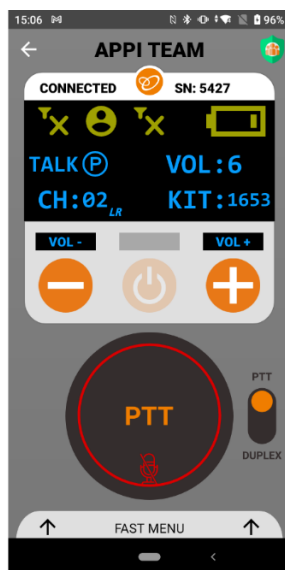 15:06 96%
APPI TEAM
CONNECTED SN: 5427
TALK P VOL:6
CH:02 LR KIT:1653
VOL - VOL +
PTT
PTT
DUPLEX
FAST MENU